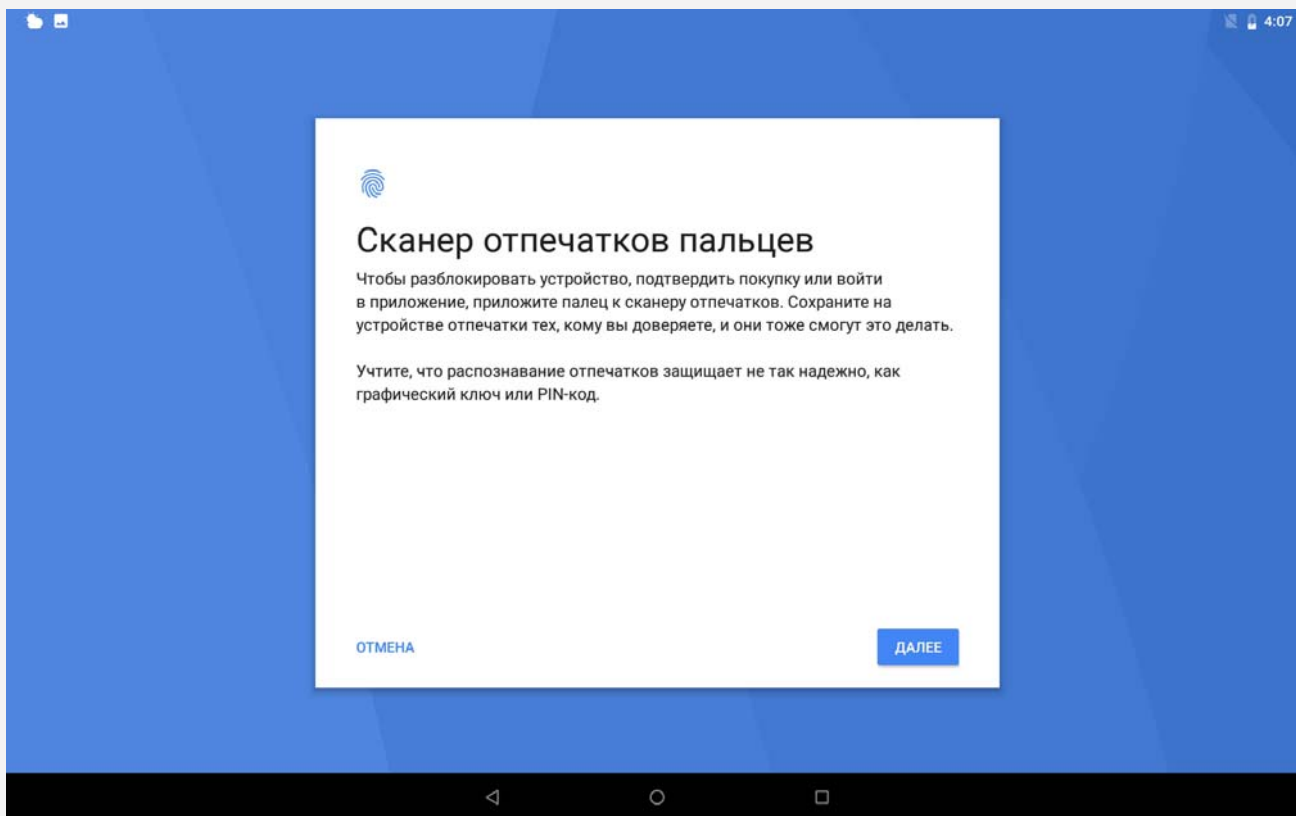 4:07
Сканер отпечатков пальцев
Чтобы разблокировать устройство, подтвердить покупку или войти
в приложение, приложите палец к сканеру отпечатков. Сохраните на
устройстве отпечатки тех, кому вы доверяете, и они тоже смогут это делать.
Учтите, что распознавание отпечатков защищает не так надежно, как
графический ключ или PIN-код.
ОТМЕНА
ДАЛЕЕ